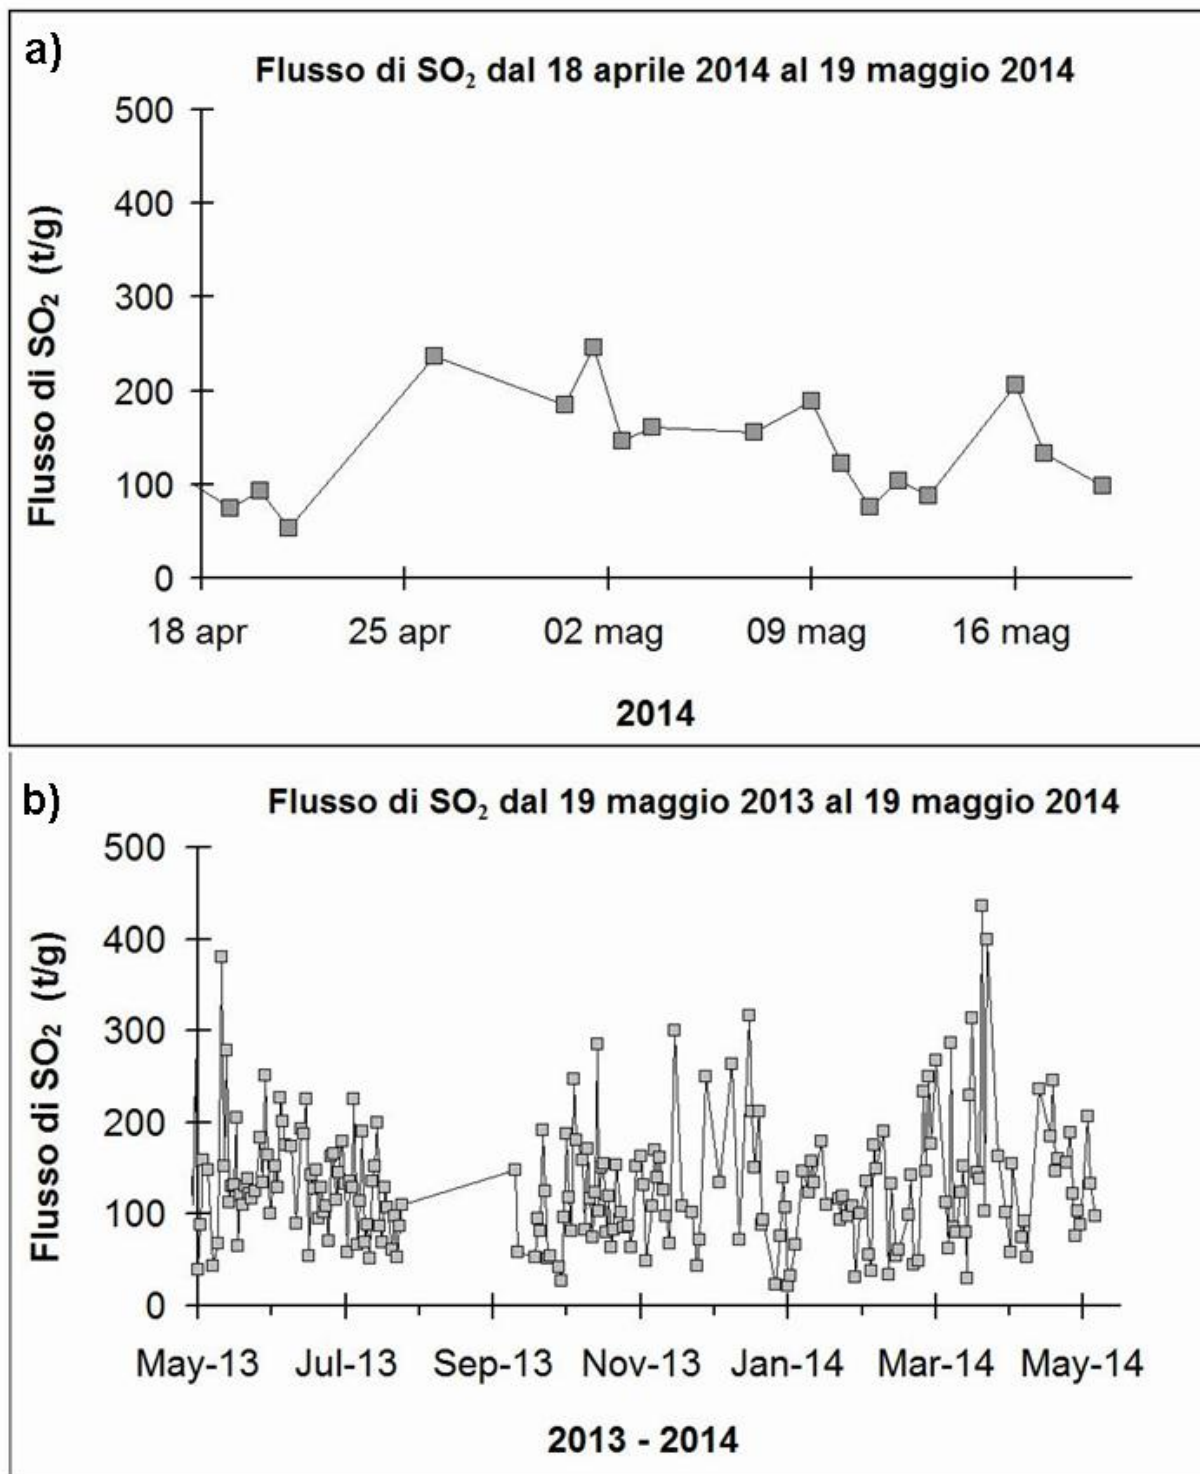 a)
Flusso di SO₂ dal 18 aprile 2014 al 19 maggio 2014
500
400
300
200
100
0
Flusso di SO₂ (t/g)
18 apr 25 apr 02 mag 09 mag 16 mag
2014
b)
Flusso di SO₂ dal 19 maggio 2013 al 19 maggio 2014
500
400
300
200
100
0
Flusso di SO₂ (t/g)
May-13 Jul-13 Sep-13 Nov-13 Jan-14 Mar-14 May-14
2013 - 2014